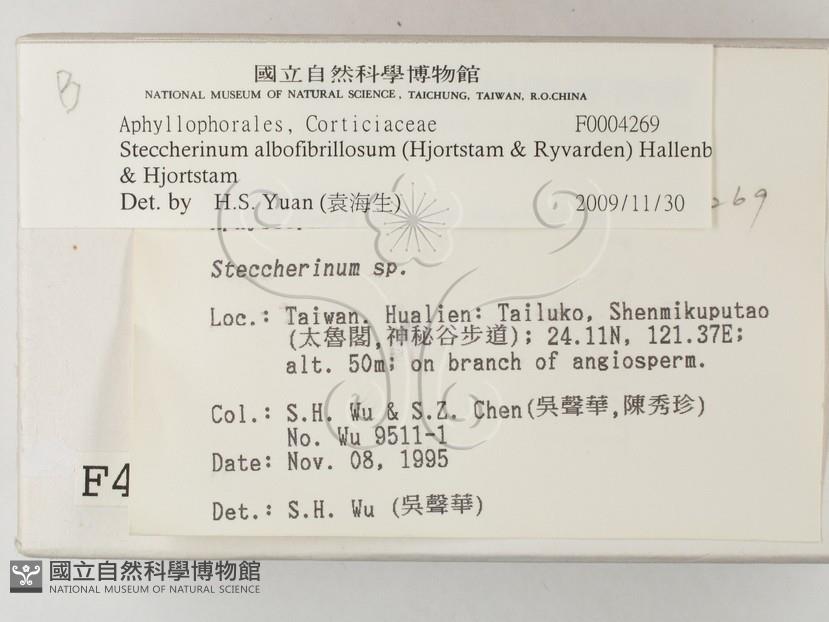 B
國立自然科學博物館
NATIONAL MUSEUM OF NATURAL SCIENCE, TAICHUNG, TAIWAN, R.O.CHINA
Aphyllophorales, Corticiaceae F0004269
Steccherinum albofibrillosum (Hjortstam & Ryvarden) Hallenb
& Hjortstam
Det. by H.S. Yuan (袁海生) 2009/11/30
269
Steccherinum sp.
Loc.: Taiwan. Hualien: Tailuko, Shenmikuputao
(太魯閣,神秘谷步道); 24.11N, 121.37E;
alt. 50m; on branch of angiosperm.
Col.: S.H. Wu & S.Z. Chen(吳聲華,陳秀珍)
No. Wu 9511-1
Date: Nov. 08, 1995
F4
Det.: S.H. Wu (吳聲華)
國立自然科學博物館
NATIONAL MUSEUM OF NATURAL SCIENCE